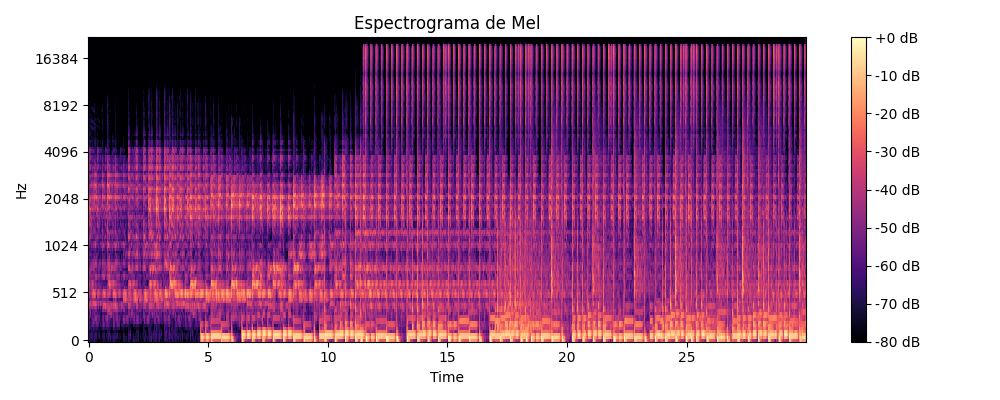 Espectrograma de Mel
Hz
16384
8192
4096
2048
1024
512
0
0 5 10 15 20 25
Time
+0 dB
-10 dB
-20 dB
-30 dB
-40 dB
-50 dB
-60 dB
-70 dB
-80 dB